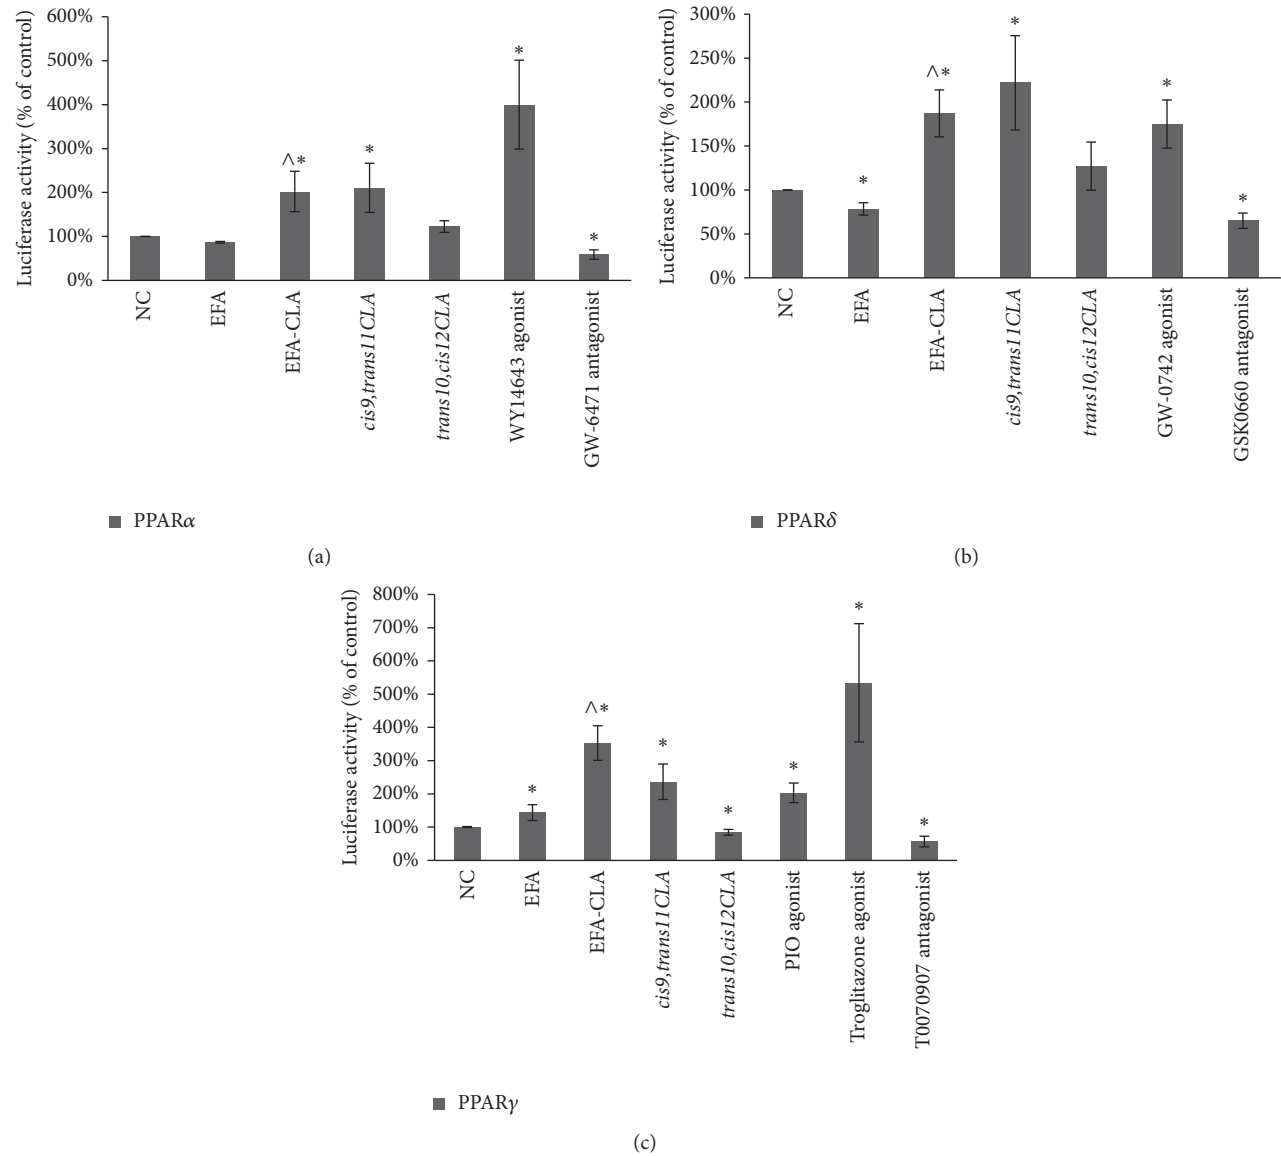 Luciferase activity (% of control)
600%
500%
400%
300%
200%
100%
0%
^*
*
*
*
NC
EFA
EFA-CLA
cis9,trans11CLA
trans10,cis12CLA
WY14643 agonist
GW-6471 antagonist
PPARα
(a)
Luciferase activity (% of control)
300%
250%
200%
150%
100%
50%
0%
*
^*
*
*
*
NC
EFA
EFA-CLA
cis9,trans11CLA
trans10,cis12CLA
GW-0742 agonist
GSK0660 antagonist
PPARδ
(b)
Luciferase activity (% of control)
800%
700%
600%
500%
400%
300%
200%
100%
0%
*
^*
*
*
*
*
*
NC
EFA
EFA-CLA
cis9,trans11CLA
trans10,cis12CLA
PIO agonist
Troglitazone agonist
T0070907 antagonist
PPARγ
(c)